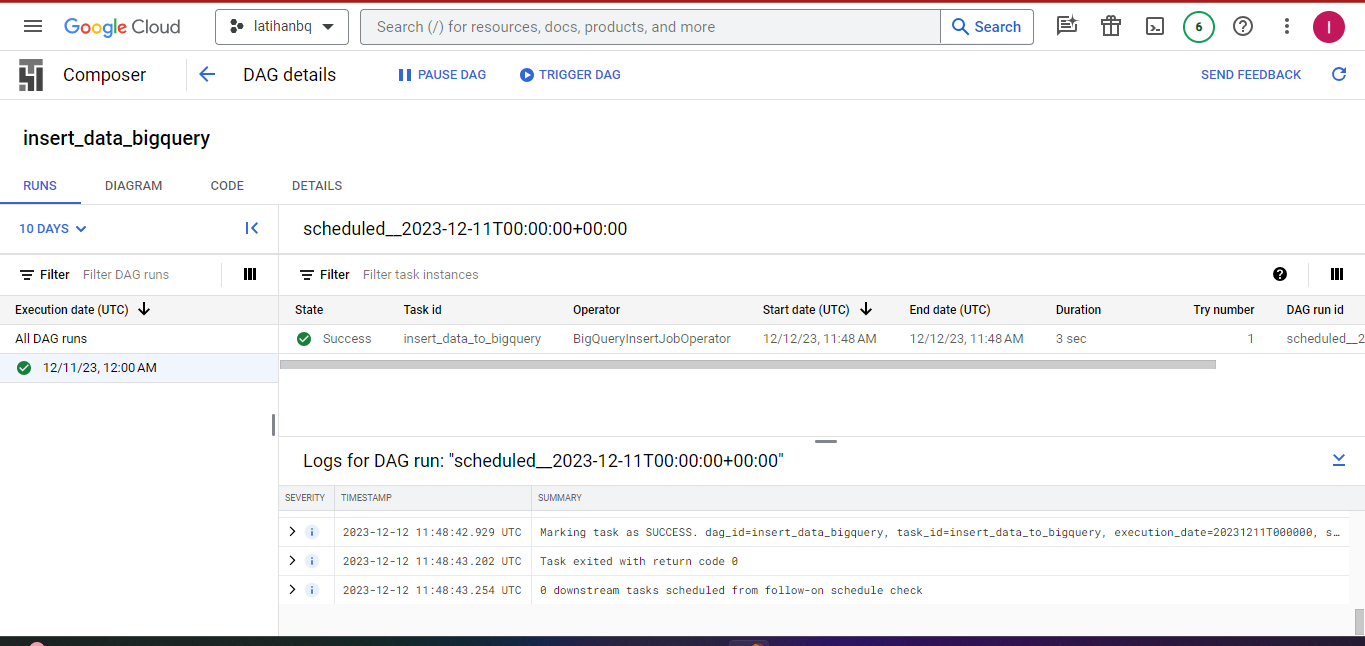 Google Cloud
latihanbq
Search (/) for resources, docs, products, and more
Search
6
I
Composer
DAG details
PAUSE DAG
TRIGGER DAG
SEND FEEDBACK
insert_data_bigquery
RUNS
DIAGRAM
CODE
DETAILS
10 DAYS
scheduled__2023-12-11T00:00:00+00:00
Filter Filter DAG runs
Filter Filter task instances
Execution date (UTC)
State Task id Operator Start date (UTC) End date (UTC) Duration Try number DAG run id
All DAG runs
Success insert_data_to_bigquery BigQueryInsertJobOperator 12/12/23, 11:48 AM 12/12/23, 11:48 AM 3 sec 1 scheduled__2
12/11/23, 12:00 AM
Logs for DAG run: "scheduled__2023-12-11T00:00:00+00:00"
SEVERITY TIMESTAMP SUMMARY
2023-12-12 11:48:42.929 UTC Marking task as SUCCESS. dag_id=insert_data_bigquery, task_id=insert_data_to_bigquery, execution_date=20231211T000000, s…
2023-12-12 11:48:43.202 UTC Task exited with return code 0
2023-12-12 11:48:43.254 UTC 0 downstream tasks scheduled from follow-on schedule check